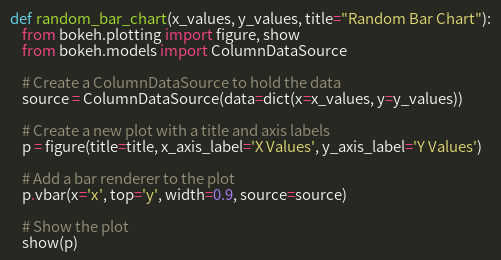 def random_bar_chart(x_values, y_values, title="Random Bar Chart"):
    from bokeh.plotting import figure, show
    from bokeh.models import ColumnDataSource

    # Create a ColumnDataSource to hold the data
    source = ColumnDataSource(data=dict(x=x_values, y=y_values))

    # Create a new plot with a title and axis labels
    p = figure(title=title, x_axis_label='X Values', y_axis_label='Y Values')

    # Add a bar renderer to the plot
    p.vbar(x='x', top='y', width=0.9, source=source)

    # Show the plot
    show(p)